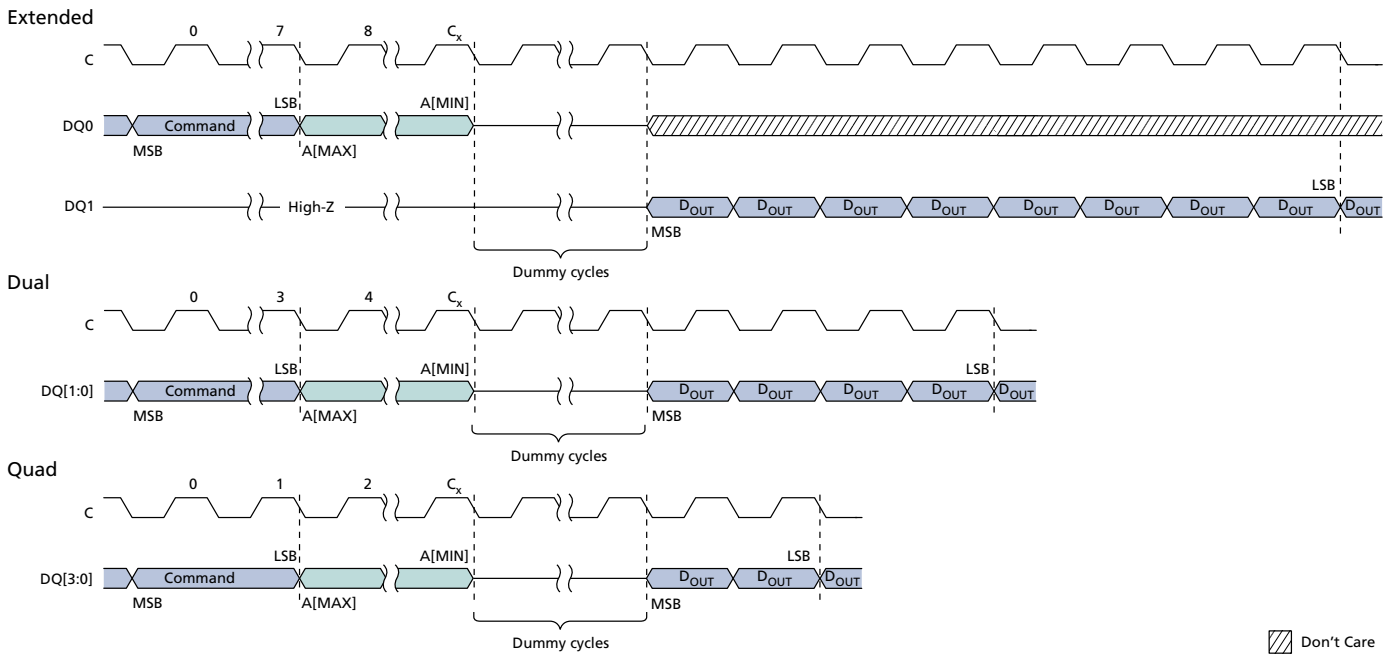 Extended
0 7 8 Cx
C
LSB A[MIN]
DQ0 Command
MSB A[MAX]
LSB
DQ1 High-Z DOUT DOUT DOUT DOUT DOUT DOUT DOUT DOUT DOUT
MSB
Dummy cycles
Dual
0 3 4 Cx
C
LSB A[MIN] LSB
DQ[1:0] Command DOUT DOUT DOUT DOUT DOUT
MSB A[MAX] MSB
Dummy cycles
Quad
0 1 2 Cx
C
LSB A[MIN] LSB
DQ[3:0] Command DOUT DOUT DOUT
MSB A[MAX] MSB
Dummy cycles
Don't Care